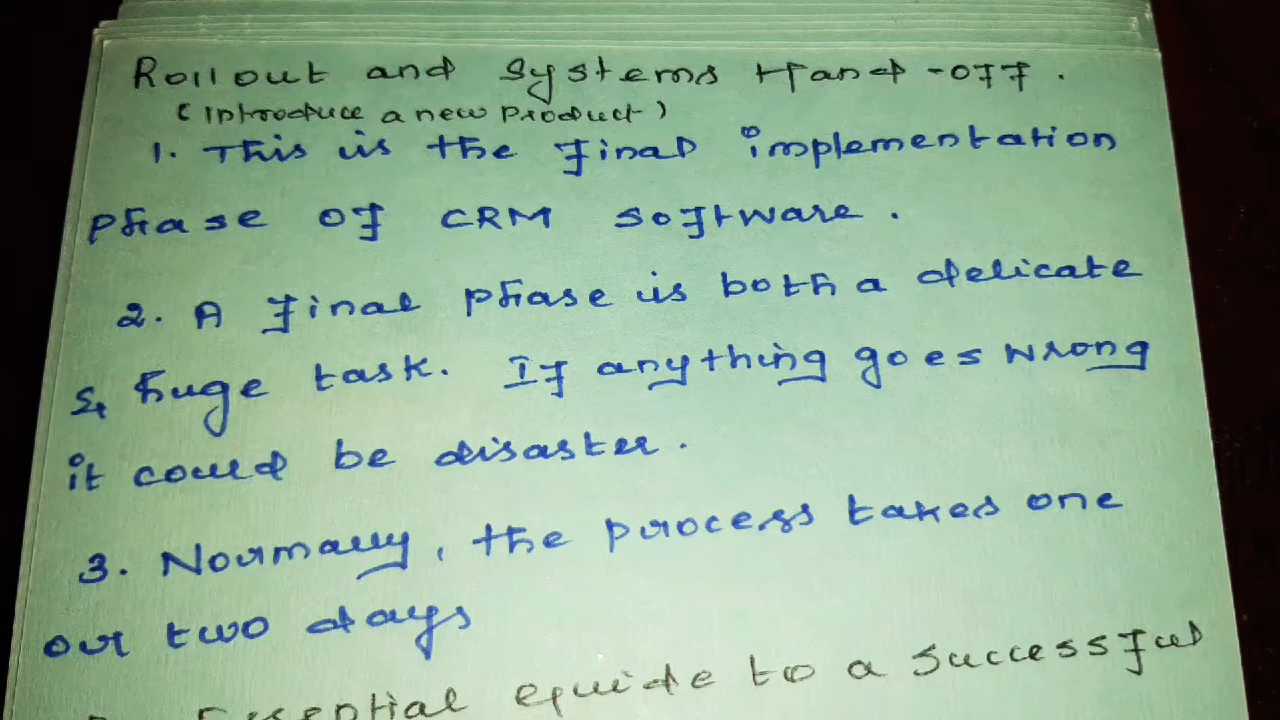 Rollout and Systems Hand-off.
(Introduce a new product)
1. This is the final implementation
phase of CRM software.
2. A final phase is both a delicate
& huge task. If anything goes wrong
it could be disaster.
3. Normally, the process takes one
our two days
Essential guide to a successful